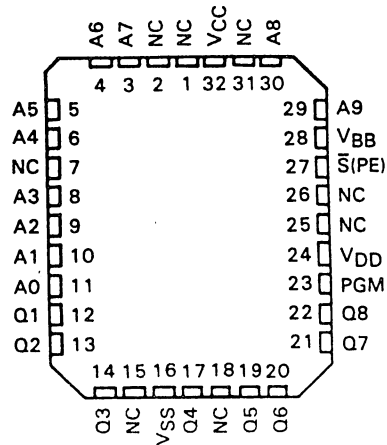 A6 A7 NC NC VCC NC A8
4 3 2 1 32 31 30
A5 5 29 A9
A4 6 28 VBB
NC 7 27 S̅(PE)
A3 8 26 NC
A2 9 25 NC
A1 10 24 VDD
A0 11 23 PGM
Q1 12 22 Q8
Q2 13 21 Q7
14 15 16 17 18 19 20
Q3 NC VSS Q4 NC Q5 Q6